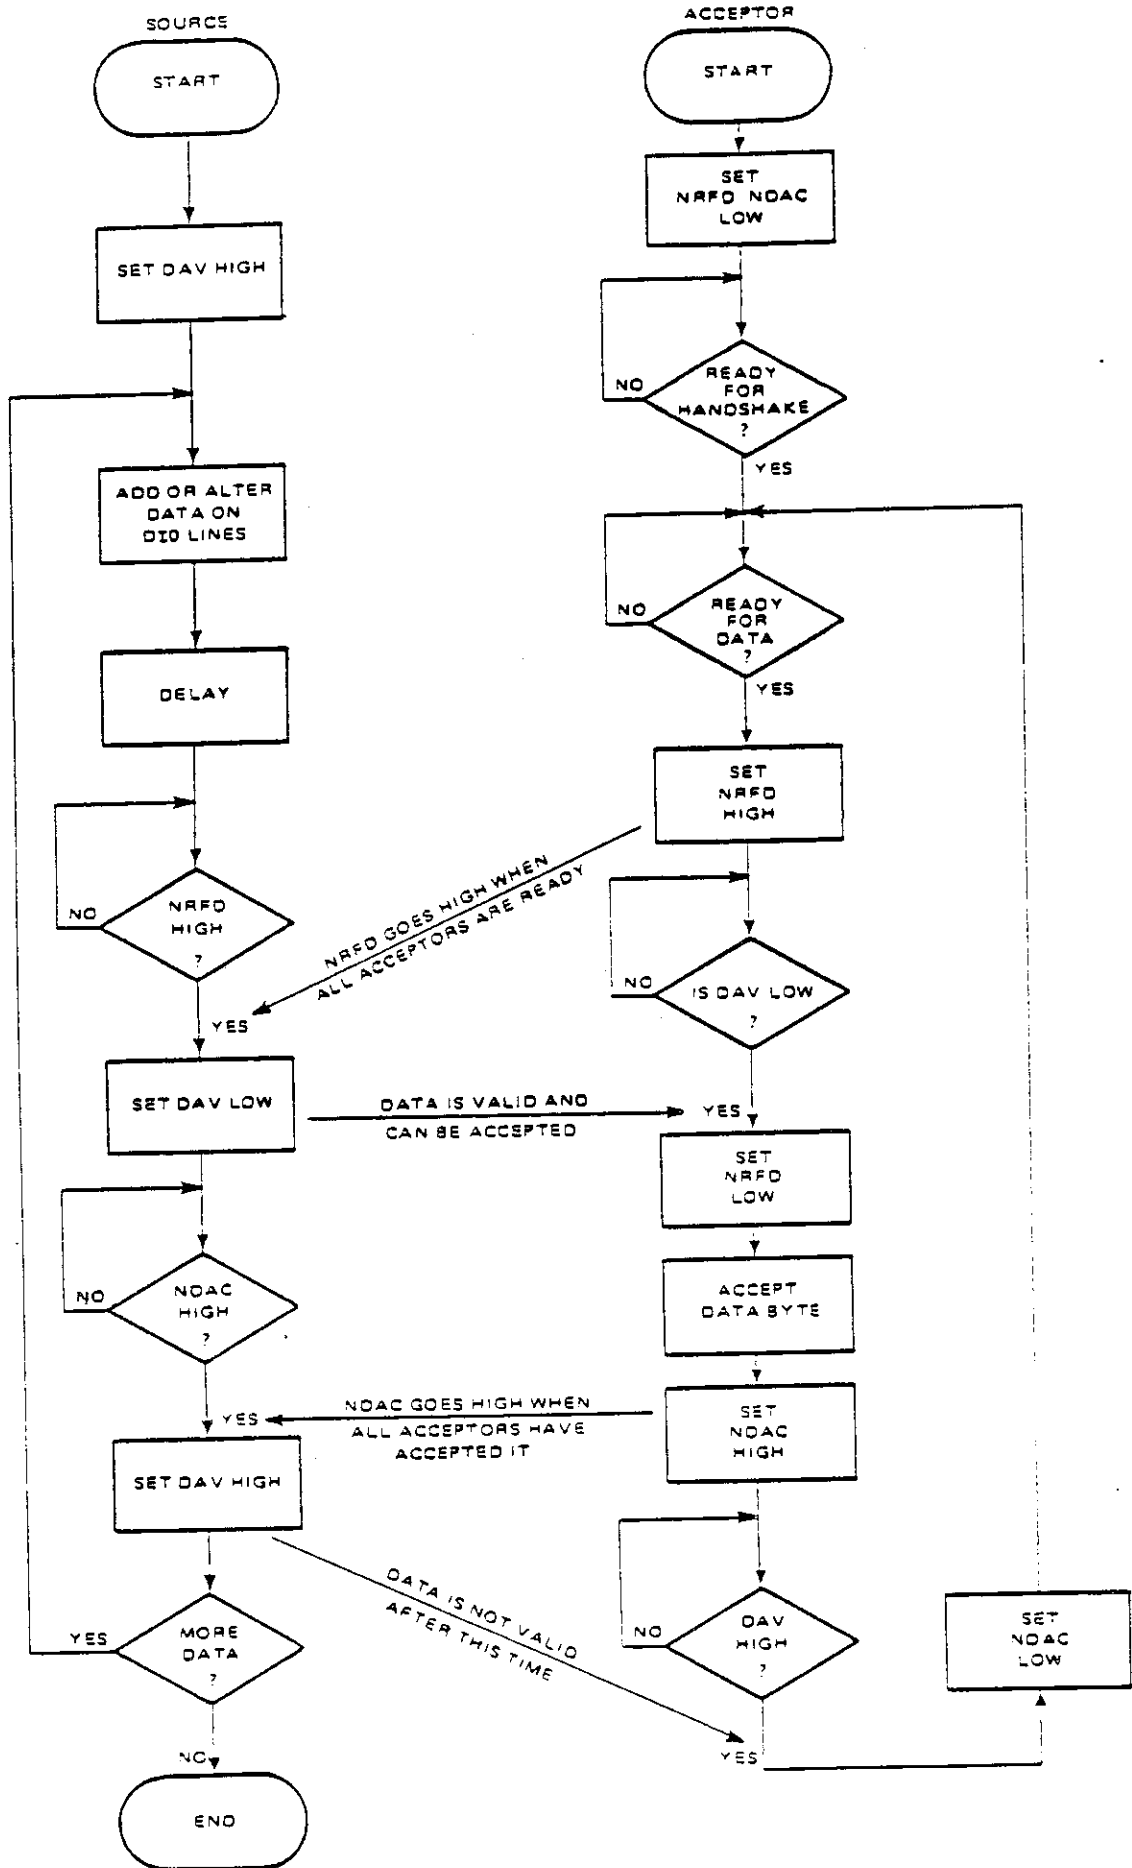 SOURCE
START
SET DAV HIGH
ADD OR ALTER
DATA ON
DIO LINES
DELAY
NO
NRFD
HIGH
?
YES
SET DAV LOW
NO
NDAC
HIGH
?
YES
SET DAV HIGH
YES
MORE
DATA
?
NO
END
NRFD GOES HIGH WHEN
ALL ACCEPTORS ARE READY
DATA IS VALID AND
CAN BE ACCEPTED
NDAC GOES HIGH WHEN
ALL ACCEPTORS HAVE
ACCEPTED IT
DATA IS NOT VALID
AFTER THIS TIME
ACCEPTOR
START
SET
NRFD NDAC
LOW
NO
READY
FOR
HANDSHAKE
?
YES
NO
READY
FOR
DATA
?
YES
SET
NRFD
HIGH
NO
IS DAV LOW
?
YES
SET
NRFD
LOW
ACCEPT
DATA BYTE
SET
NDAC
HIGH
NO
DAV
HIGH
?
YES
SET
NDAC
LOW